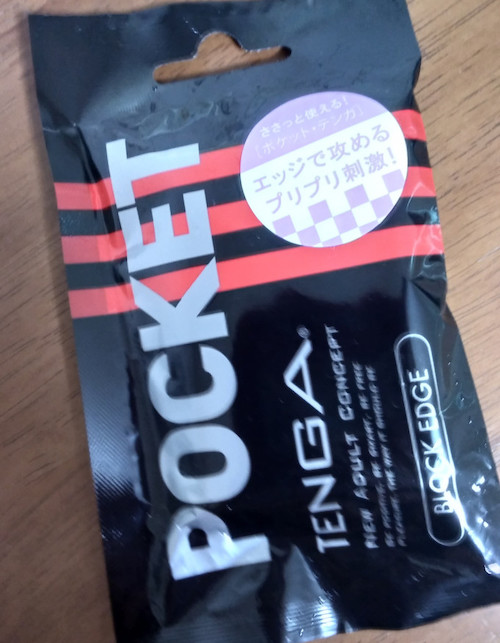 ささっと使える!
[ポケット・テンガ]
エッジで攻める
プリプリ刺激!
POCKET
TENGA®
NEW ADULT CONCEPT
BLOCK EDGE